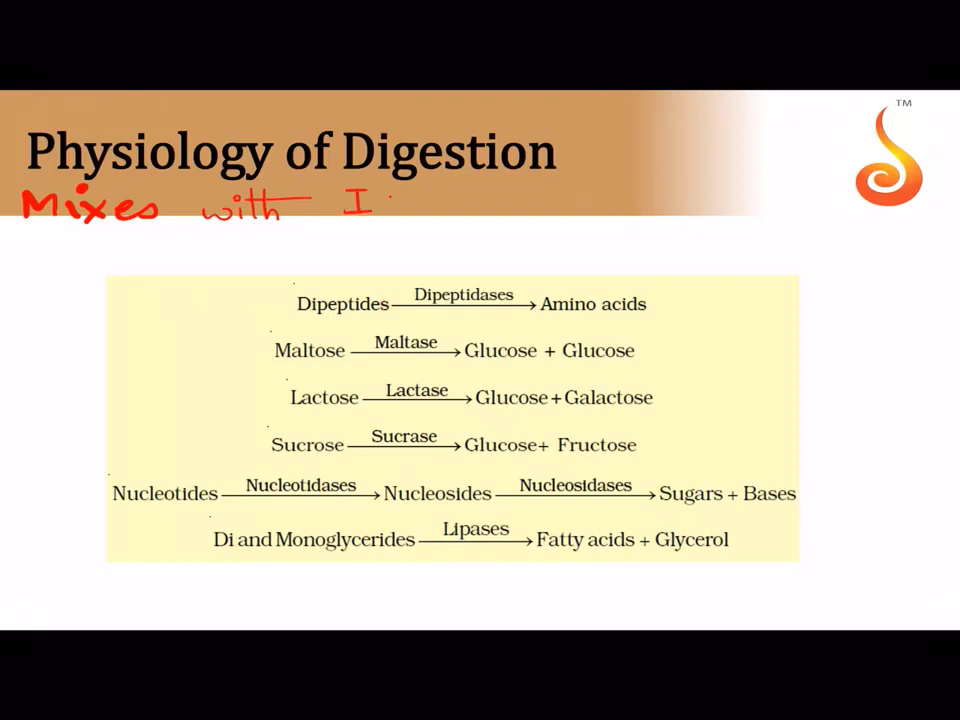 TM
Physiology of Digestion
Mixes with I
Dipeptides Dipeptidases Amino acids
Maltose Maltase Glucose + Glucose
Lactose Lactase Glucose + Galactose
Sucrose Sucrase Glucose + Fructose
Nucleotides Nucleotidases Nucleosides Nucleosidases Sugars + Bases
Di and Monoglycerides Lipases Fatty acids + Glycerol